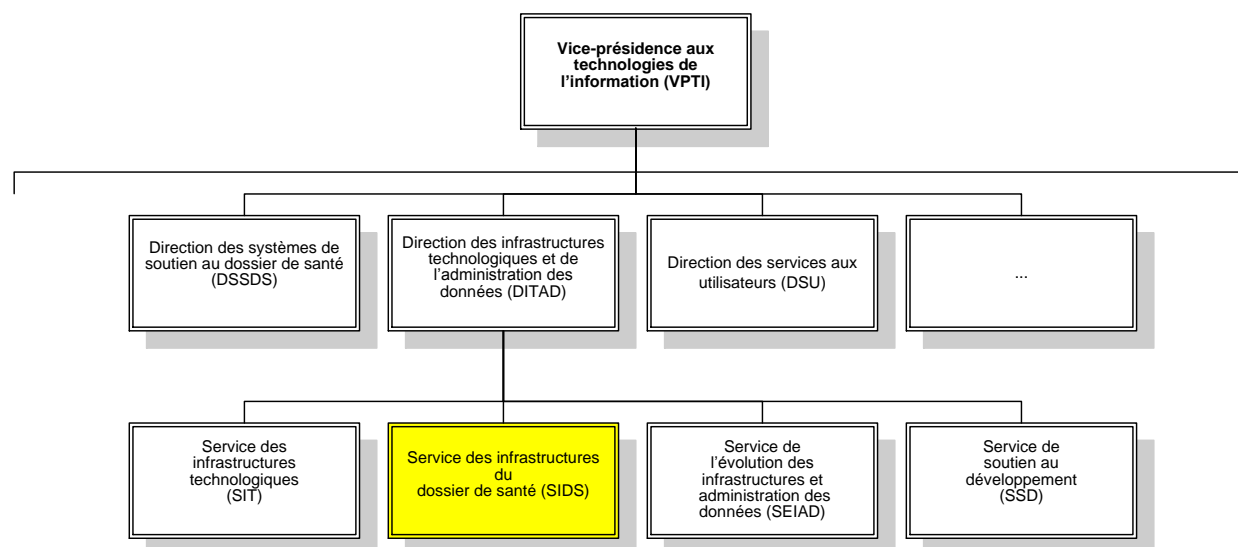 Vice-présidence aux
technologies de
l'information (VPTI)
Direction des systèmes de
soutien au dossier de santé
(DSSDS)
Direction des infrastructures
technologiques et de
l'administration des
données (DITAD)
Direction des services aux
utilisateurs (DSU)
...
Service des
infrastructures
technologiques
(SIT)
Service des infrastructures
du
dossier de santé (SIDS)
Service de
l'évolution des
infrastructures et
administration des
données (SEIAD)
Service de
soutien au
développement
(SSD)